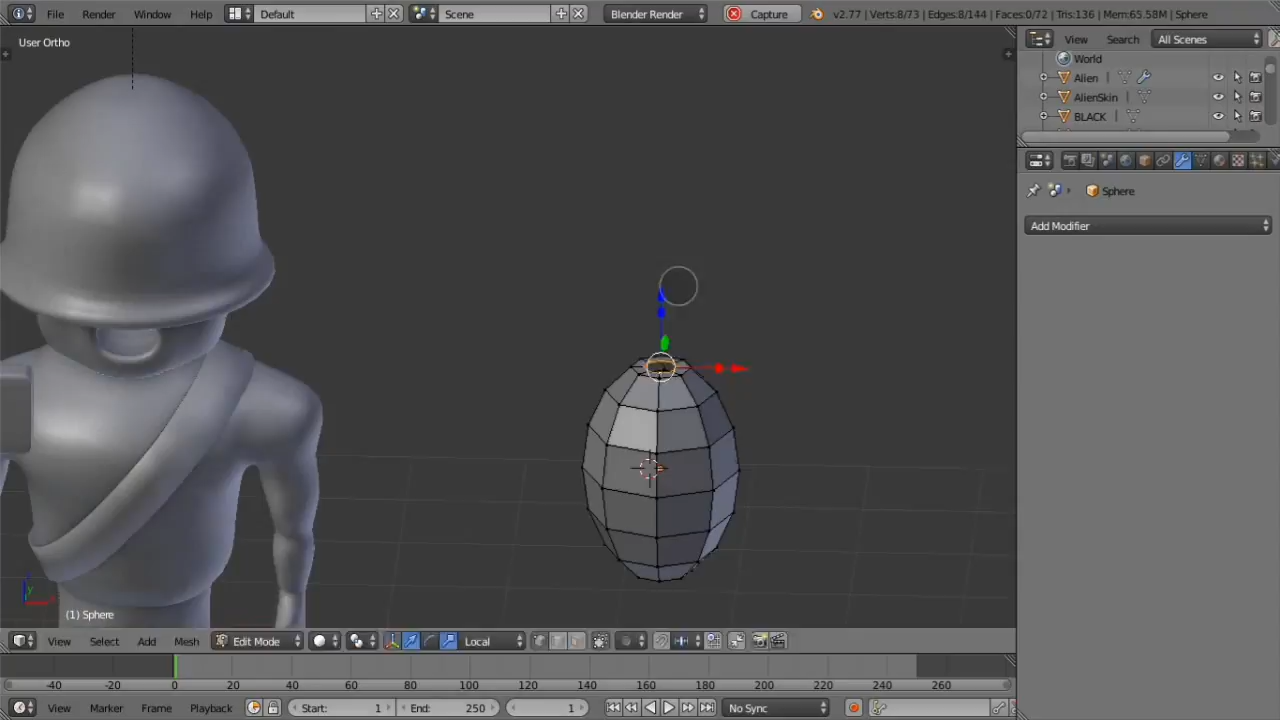 File Render Window Help Default Scene Blender Render Capture v2.77 | Verts:8/73 | Edges:8/144 | Faces:0/72 | Tris:136 | Mem:65.58M | Sphere
User Ortho
View Search All Scenes
World
Alien
AlienSkin
BLACK
Sphere
Add Modifier
y
(1) Sphere
View Select Add Mesh Edit Mode Local
-40 -20 0 20 40 60 80 100 120 140 160 180 200 220 240 260
View Marker Frame Playback Start: 1 End: 250 1 No Sync